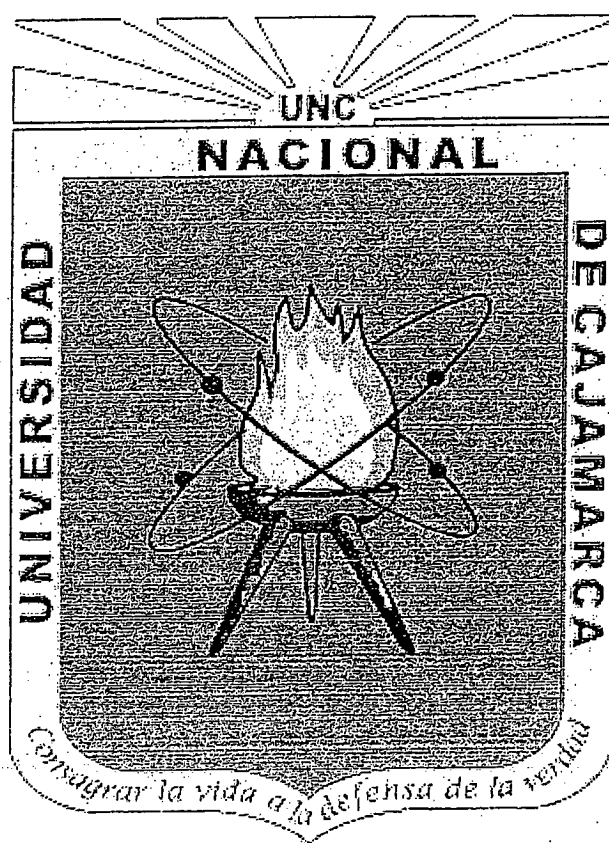 UNC
NACIONAL
UNIVERSIDAD
DE CAJAMARCA
Consagrar la vida a la defensa de la verdad